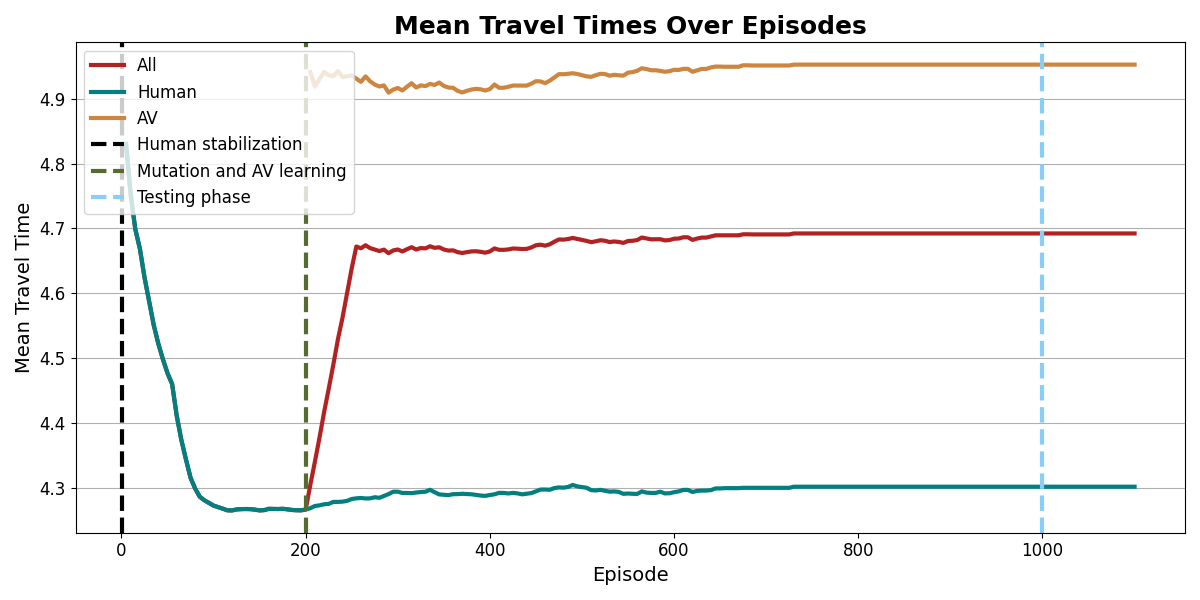 Mean Travel Times Over Episodes
All
Human
AV
Human stabilization
Mutation and AV learning
Testing phase
Mean Travel Time
4.9
4.8
4.7
4.6
4.5
4.4
4.3
0
200
400
600
800
1000
Episode